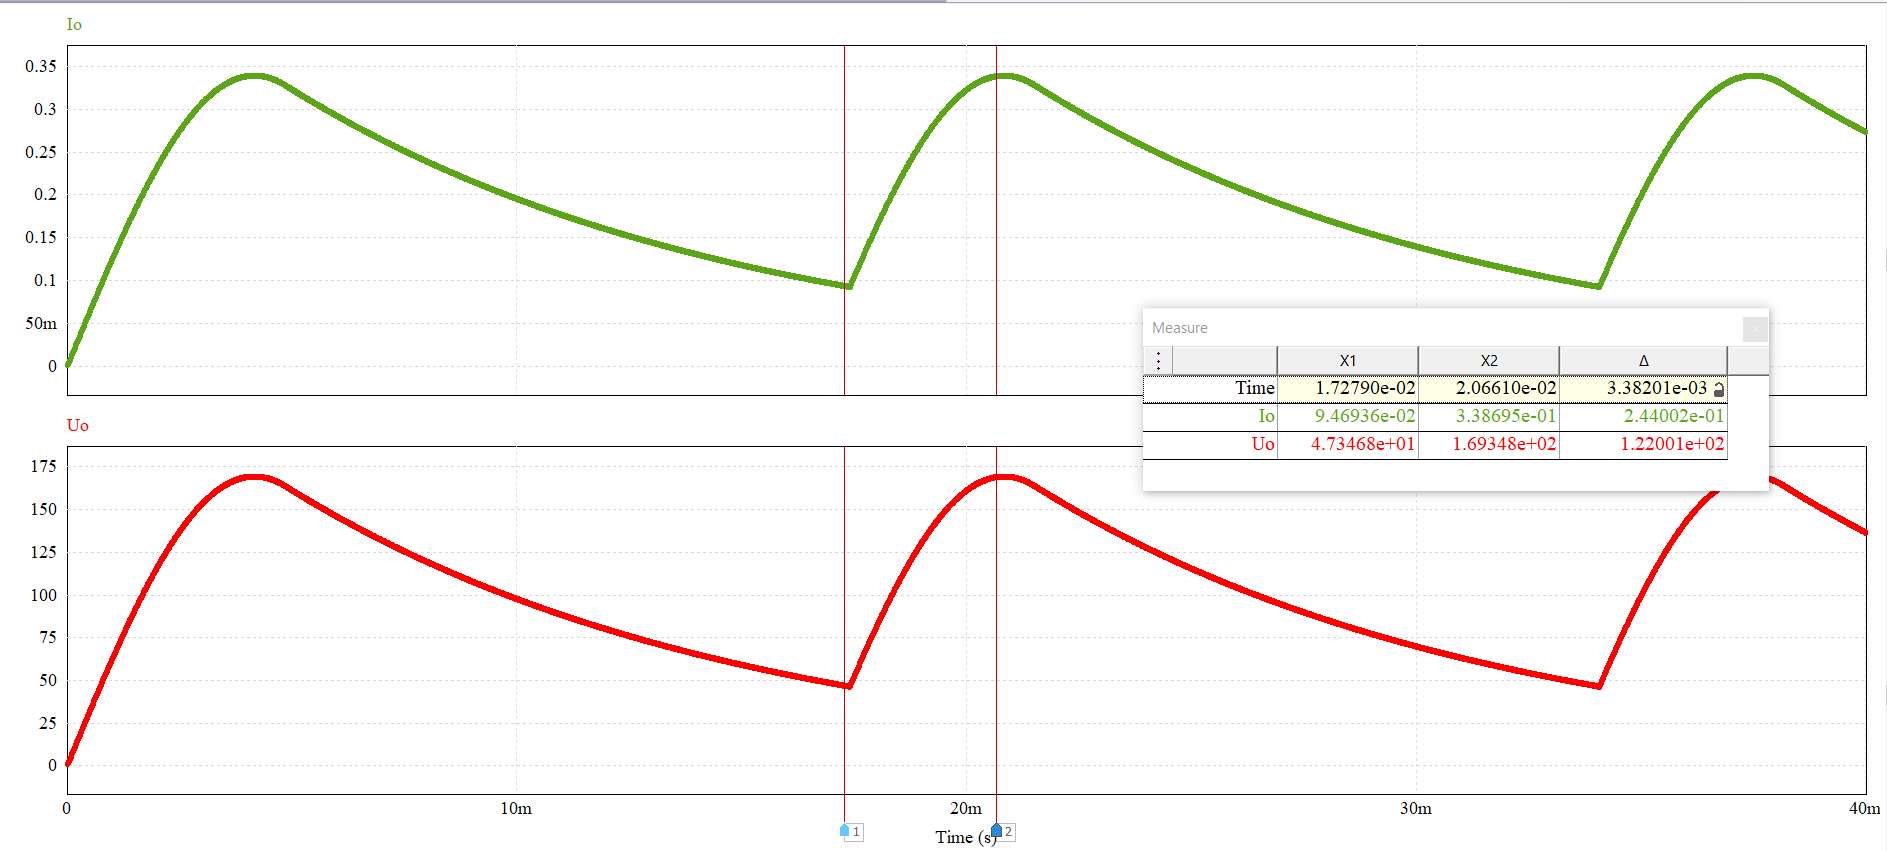 Io
0.35
0.3
0.25
0.2
0.15
0.1
50m
0
Measure
X1 X2 Δ
Time 1.72790e-02 2.06610e-02 3.38201e-03
Io 9.46936e-02 3.38695e-01 2.44002e-01
Uo 4.73468e+01 1.69348e+02 1.22001e+02
Uo
175
150
125
100
75
50
25
0
0 10m 20m 30m 40m
1 2
Time (s)